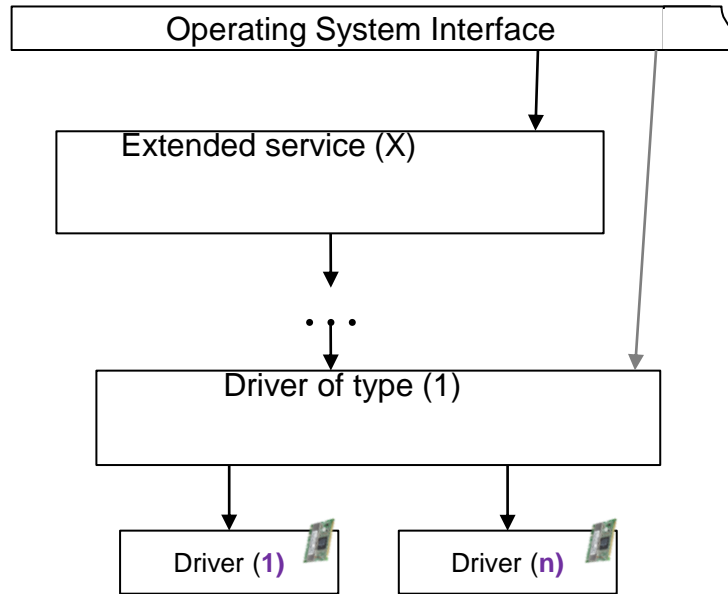 Operating System Interface
Extended service (X)
. . .
Driver of type (1)
Driver (1)
Driver (n)